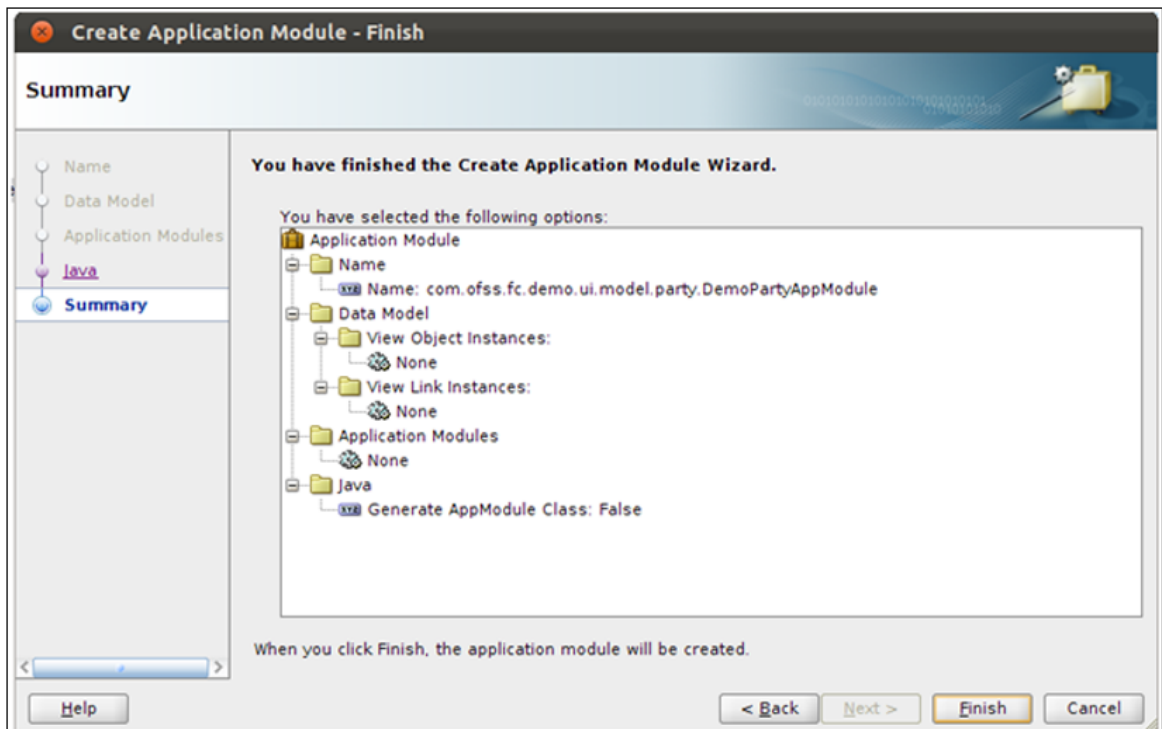 Create Application Module - Finish
Summary
Name
Data Model
Application Modules
Java
Summary
You have finished the Create Application Module Wizard.
You have selected the following options:
Application Module
Name
Name: com.ofss.fc.demo.ui.model.party.DemoPartyAppModule
Data Model
View Object Instances:
None
View Link Instances:
None
Application Modules
None
Java
Generate AppModule Class: False
When you click Finish, the application module will be created.
Help
< Back
Next >
Finish
Cancel